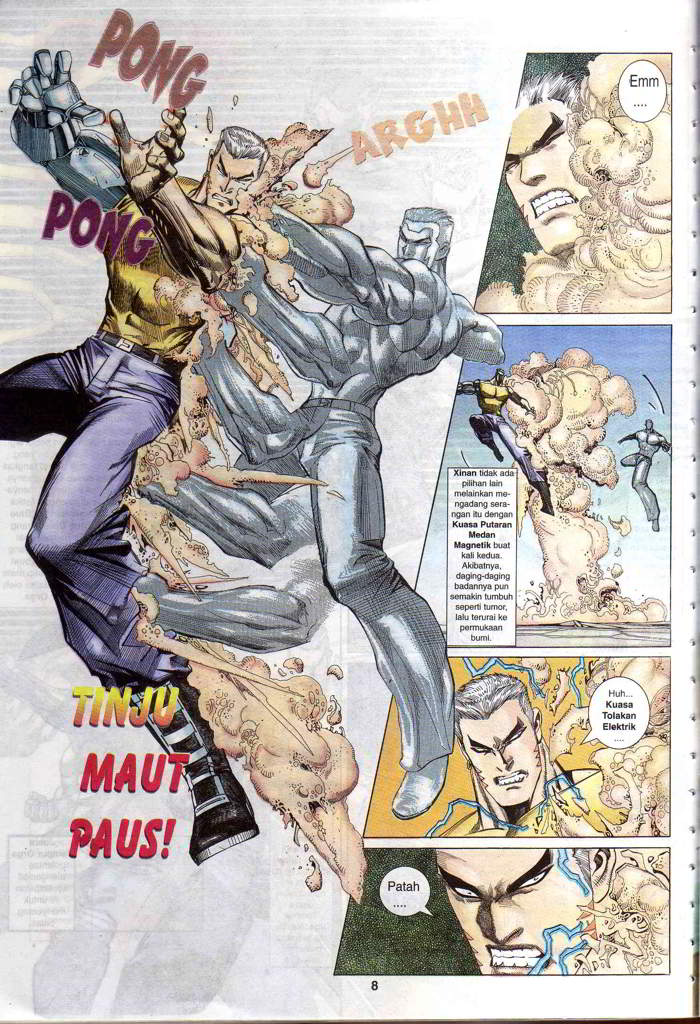 PONG
PONG
ARGHH
TINJU
MAUT
PAUS!
Emm
....
Xinan tidak ada
pilihan lain
melainkan me-
ngadang sera-
ngan itu dengan
Kuasa Putaran
Medan
Magnetik buat
kali kedua.
Akibatnya,
daging-daging
badannya pun
semakin tumbuh
seperti tumor,
lalu terurai ke
permukaan
bumi.
Huh...
Kuasa
Tolakan
Elektrik
....
Patah
....
8